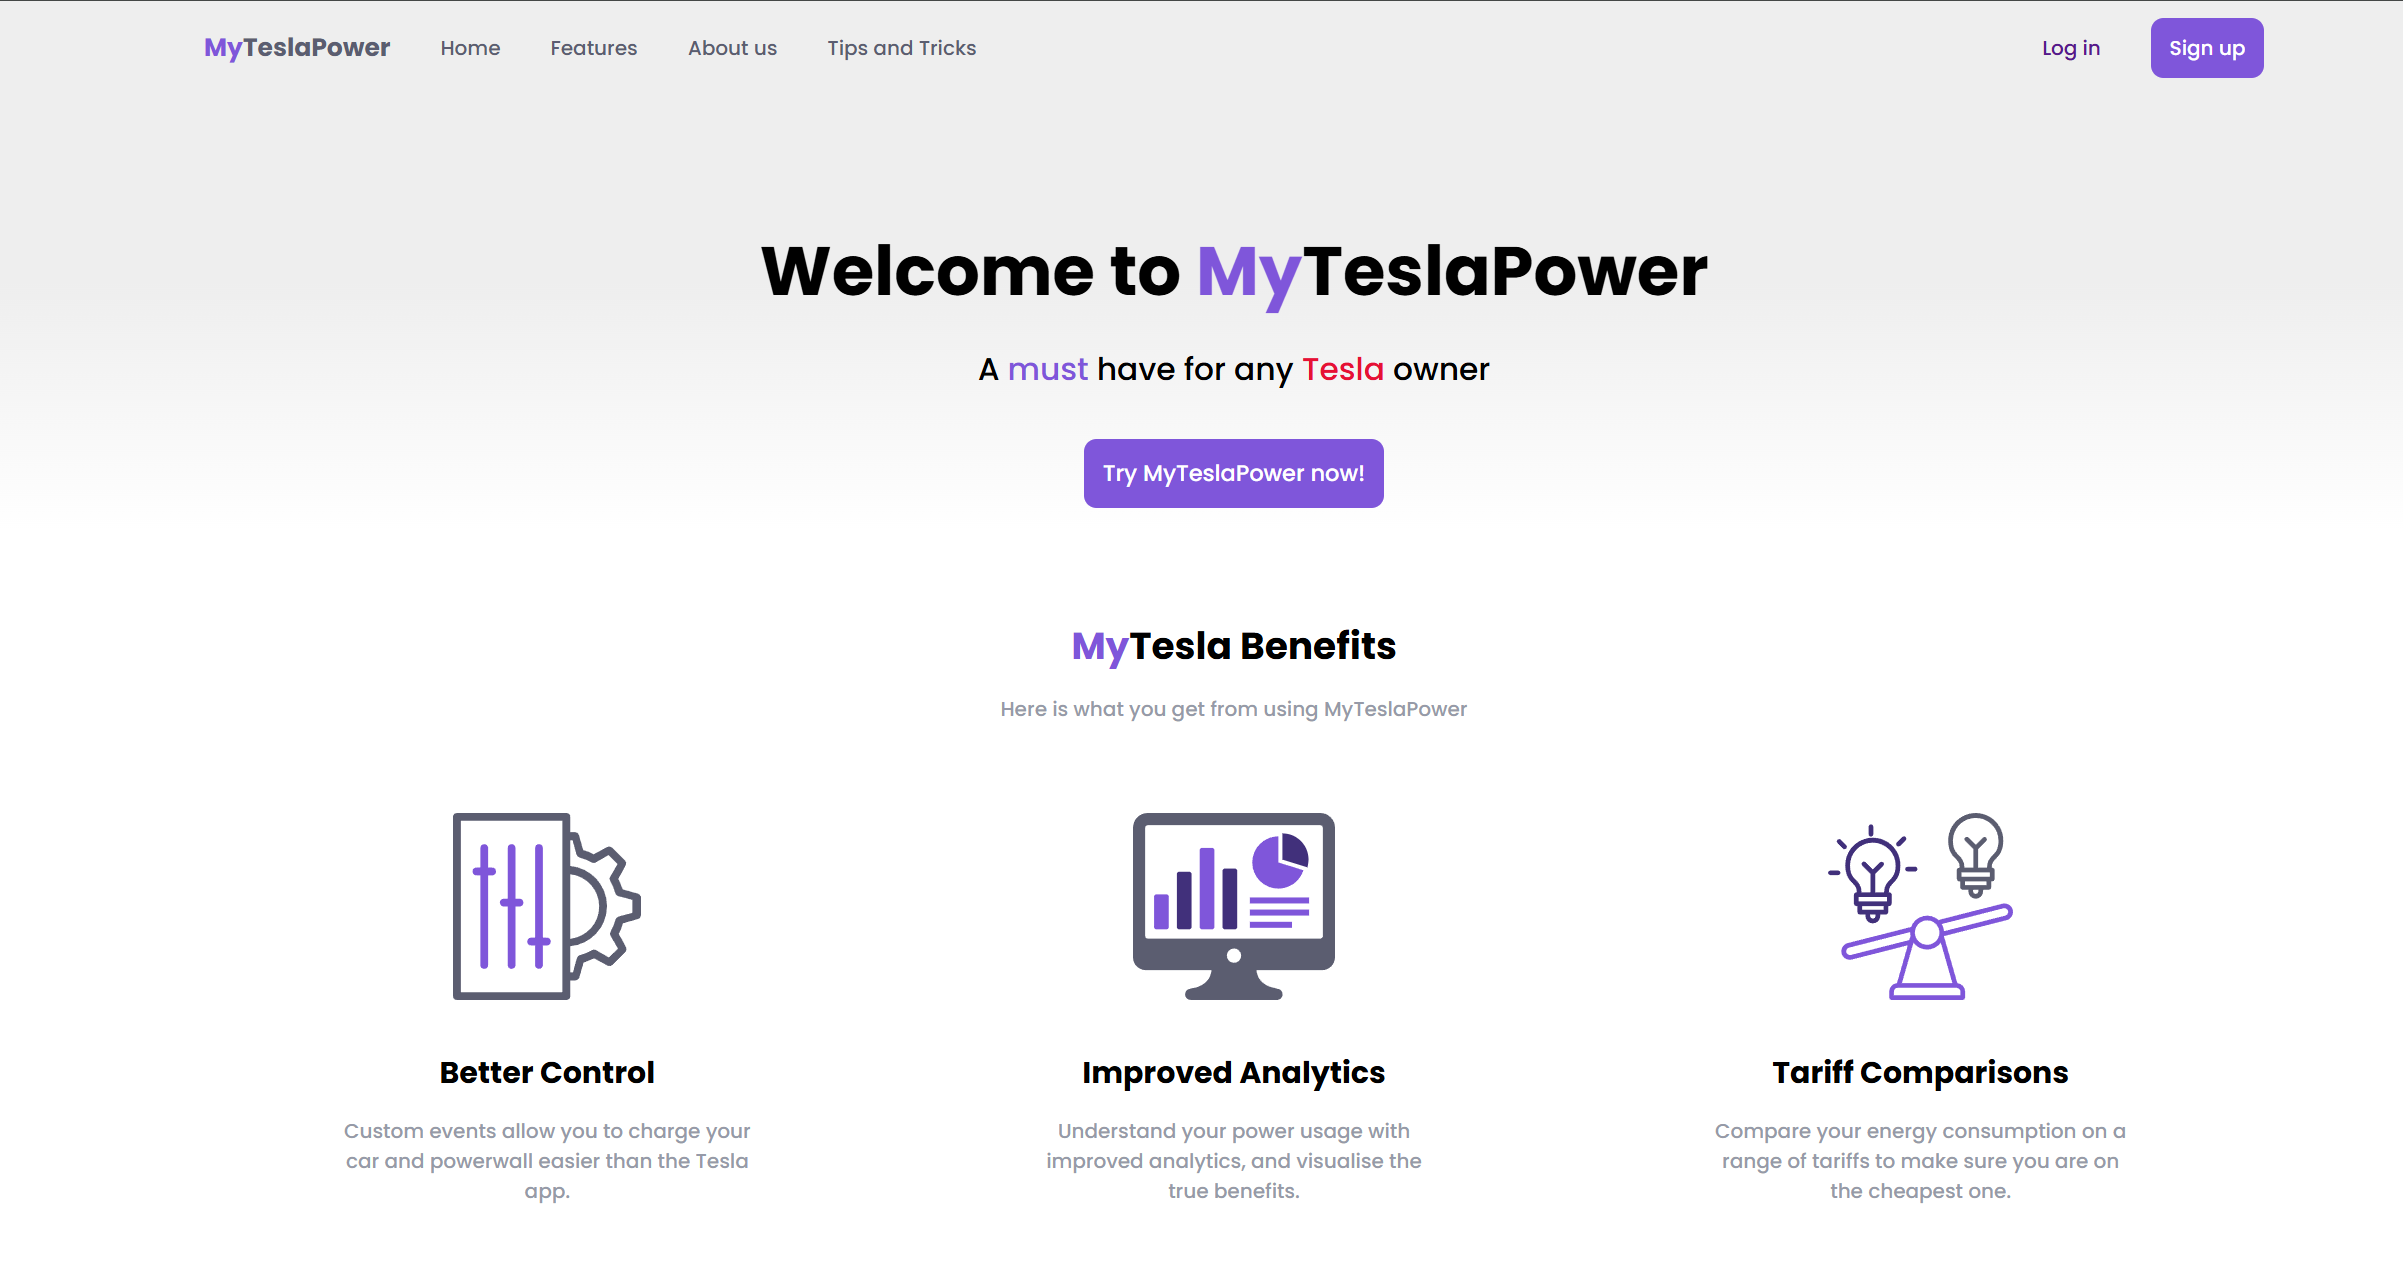 MyTeslaPower Home Features About us Tips and Tricks Log in Sign up
Welcome to MyTeslaPower
A must have for any Tesla owner
Try MyTeslaPower now!
MyTesla Benefits
Here is what you get from using MyTeslaPower
Better Control
Custom events allow you to charge your
car and powerwall easier than the Tesla
app.
Improved Analytics
Understand your power usage with
improved analytics, and visualise the
true benefits.
Tariff Comparisons
Compare your energy consumption on a
range of tariffs to make sure you are on
the cheapest one.